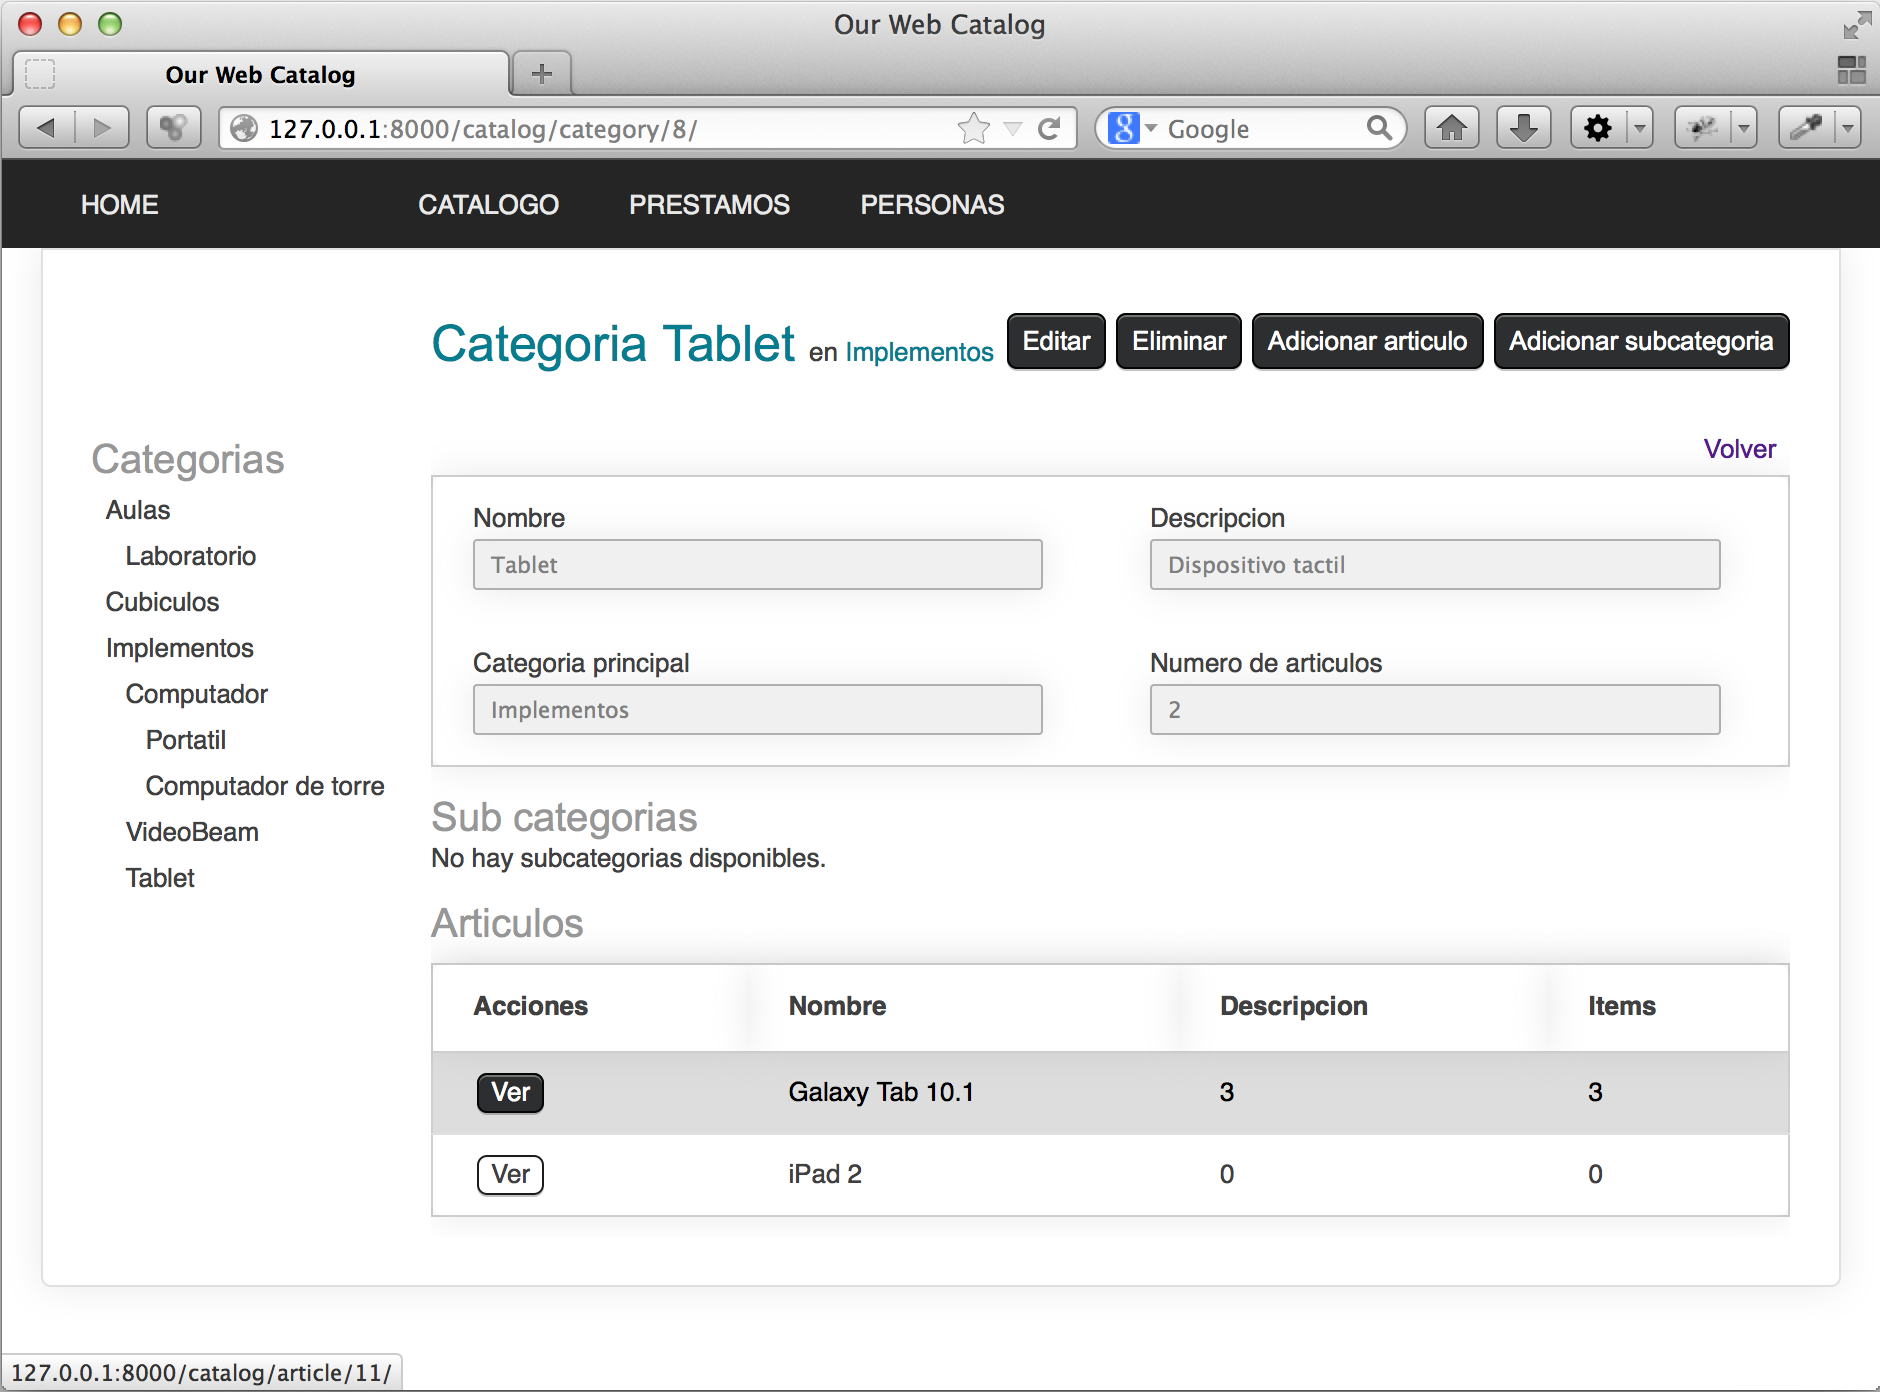 Our Web Catalog
Our Web Catalog
127.0.0.1:8000/catalog/category/8/
Google
HOME CATALOGO PRESTAMOS PERSONAS
Categoria Tablet en Implementos Editar Eliminar Adicionar articulo Adicionar subcategoria
Volver
Categorias
Aulas
Laboratorio
Cubiculos
Implementos
Computador
Portatil
Computador de torre
VideoBeam
Tablet
Nombre Descripcion
Tablet Dispositivo tactil
Categoria principal Numero de articulos
Implementos 2
Sub categorias
No hay subcategorias disponibles.
Articulos
Acciones Nombre Descripcion Items
Ver Galaxy Tab 10.1 3 3
Ver iPad 2 0 0
127.0.0.1:8000/catalog/article/11/